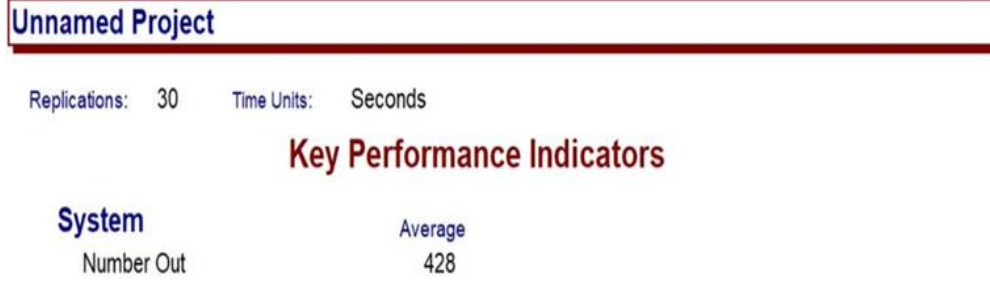 Unnamed Project
Replications: 30 Time Units: Seconds
Key Performance Indicators
System Average
Number Out 428